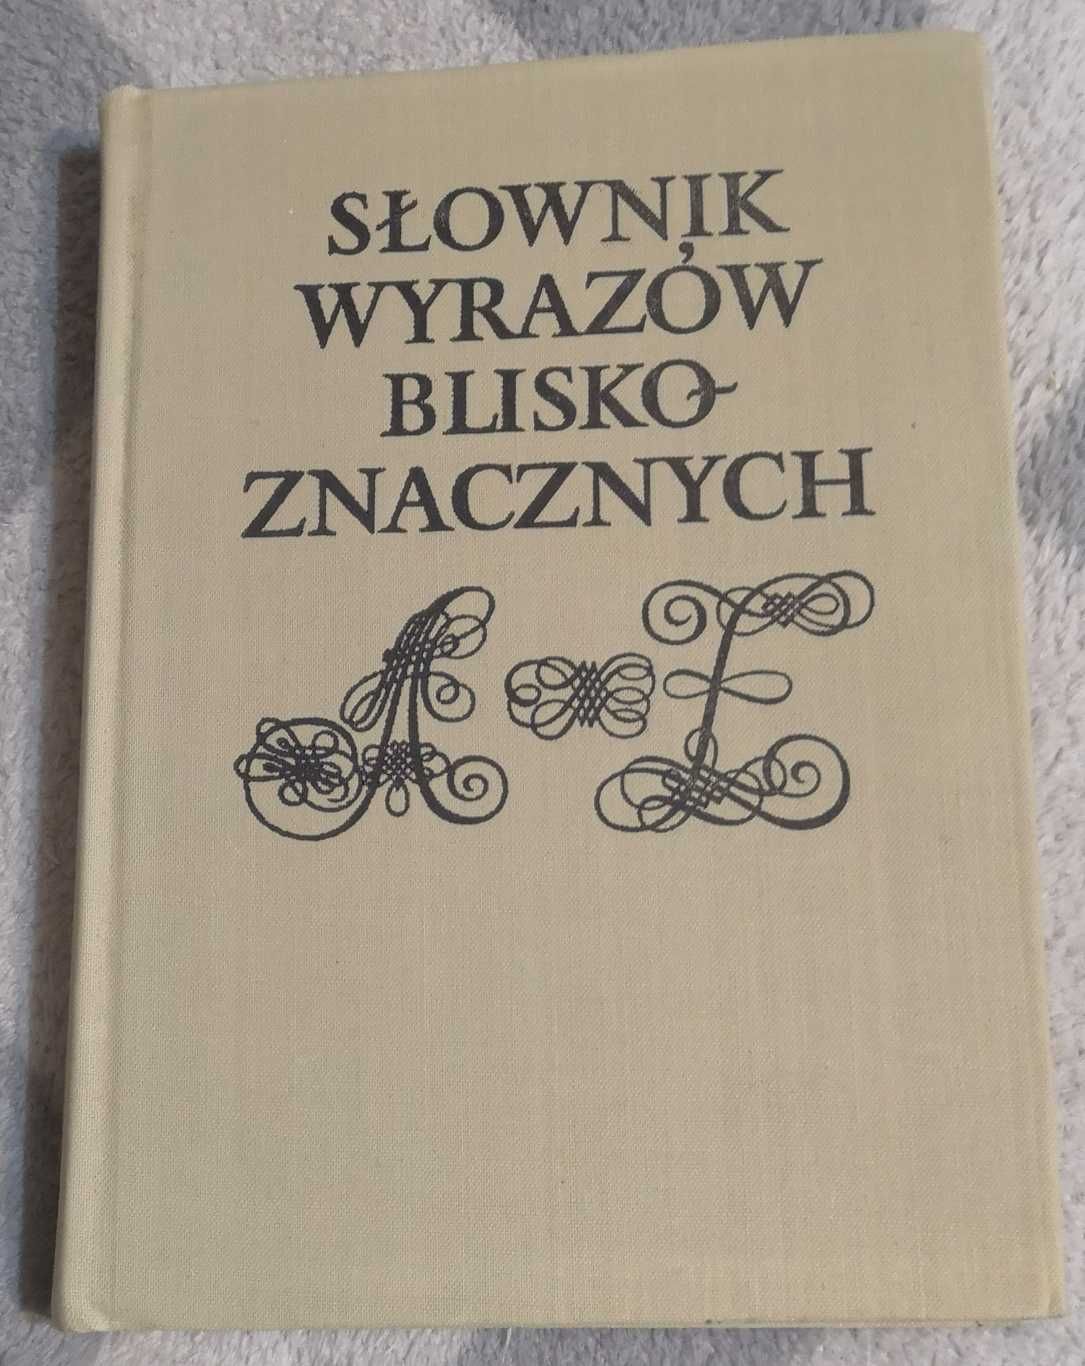 SŁOWNIK
WYRAZÓW
BLISKO-
ZNACZNYCH
A-Ż